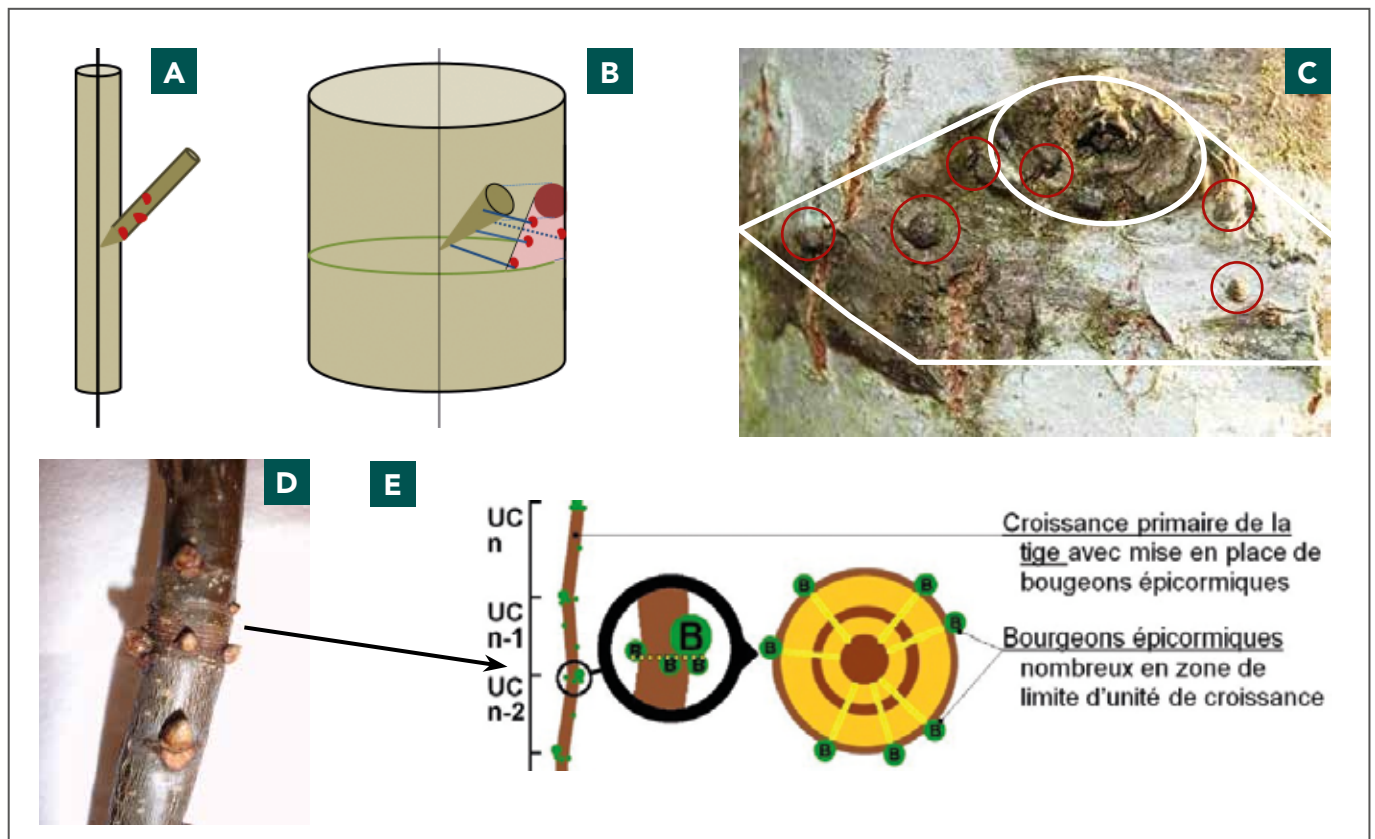 A
B
C
D
E
UC
n
UC
n-1
UC
n-2
B
B
B
B
B
B
B
B
B
B
B
B
Croissance primaire de la
tige avec mise en place de
bougeons épicormiques
Bourgeons épicormiques
nombreux en zone de
limite d'unité de croissance